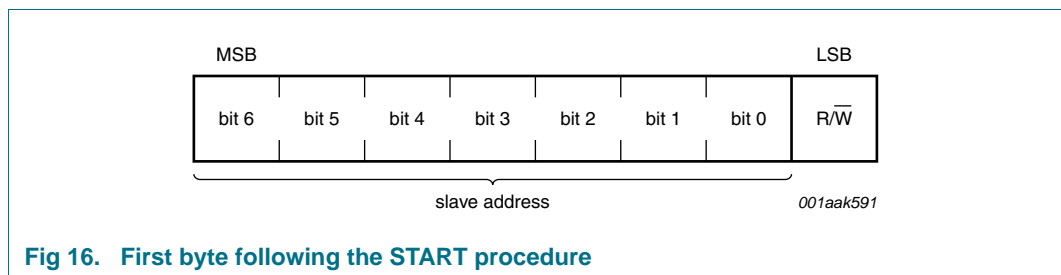 MSB LSB
bit 6 bit 5 bit 4 bit 3 bit 2 bit 1 bit 0 R/W̅
slave address 001aak591
Fig 16. First byte following the START procedure